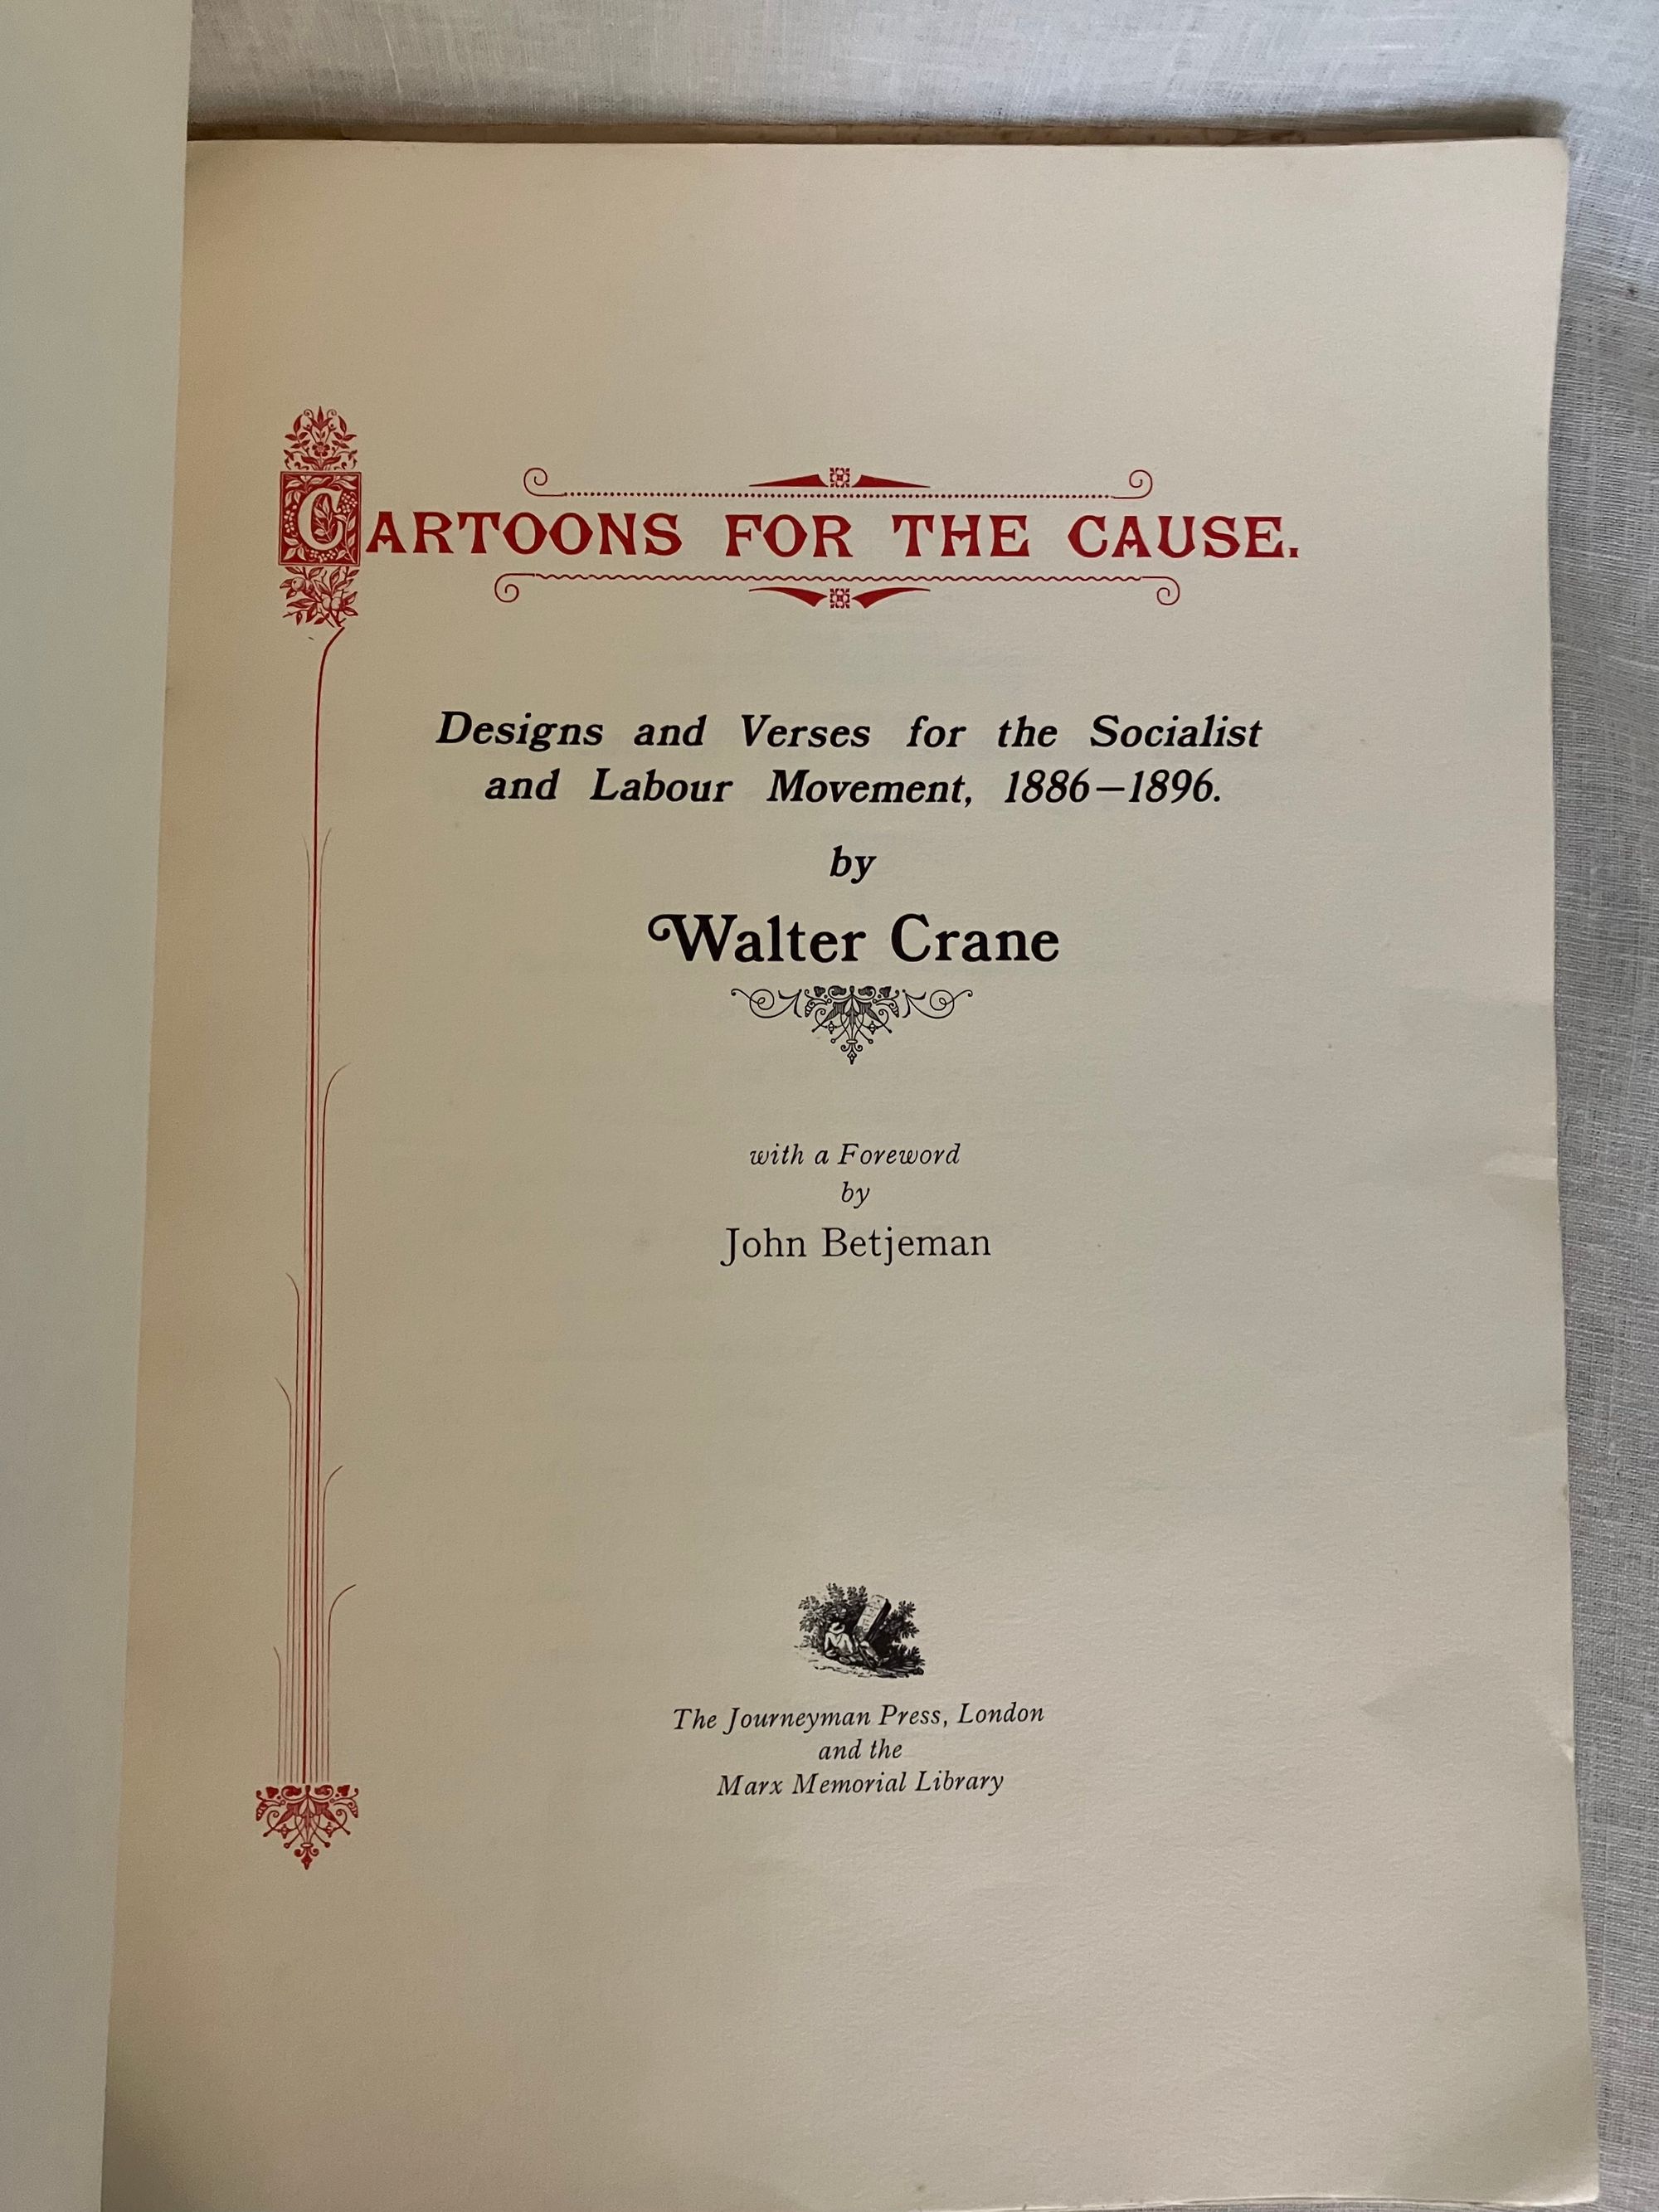 CARTOONS FOR THE CAUSE.
Designs and Verses for the Socialist
and Labour Movement, 1886–1896.
by
Walter Crane
with a Foreword
by
John Betjeman
The Journeyman Press, London
and the
Marx Memorial Library